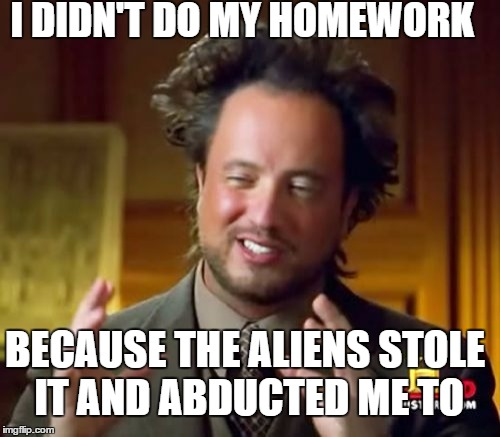 I DIDN'T DO MY HOMEWORK
BECAUSE THE ALIENS STOLE
IT AND ABDUCTED ME TO
imgflip.com